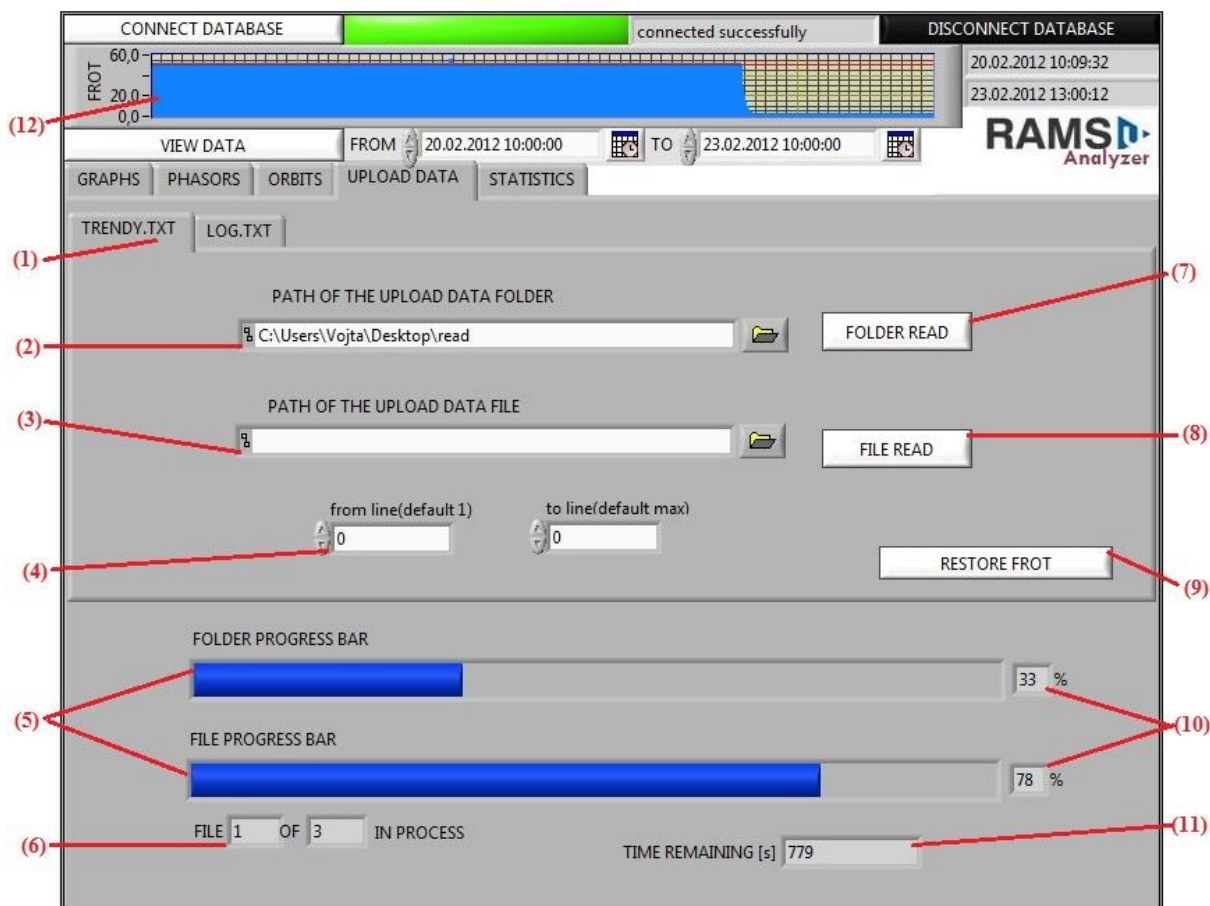 CONNECT DATABASE connected successfully DISCONNECT DATABASE
60,0
FROT
20,0
0,0
20.02.2012 10:09:32
23.02.2012 13:00:12
(12)
RAMS
Analyzer
VIEW DATA FROM 20.02.2012 10:00:00 TO 23.02.2012 10:00:00
GRAPHS PHASORS ORBITS UPLOAD DATA STATISTICS
TRENDY.TXT LOG.TXT
(1)
(7)
PATH OF THE UPLOAD DATA FOLDER
(2) C:\Users\Vojta\Desktop\read FOLDER READ
PATH OF THE UPLOAD DATA FILE
(3)
(8)
FILE READ
from line(default 1) to line(default max)
0 0
(4)
RESTORE FROT
(9)
FOLDER PROGRESS BAR
33 %
(5)
(10)
FILE PROGRESS BAR
78 %
FILE 1 OF 3 IN PROCESS
(6)
(11)
TIME REMAINING [s] 779